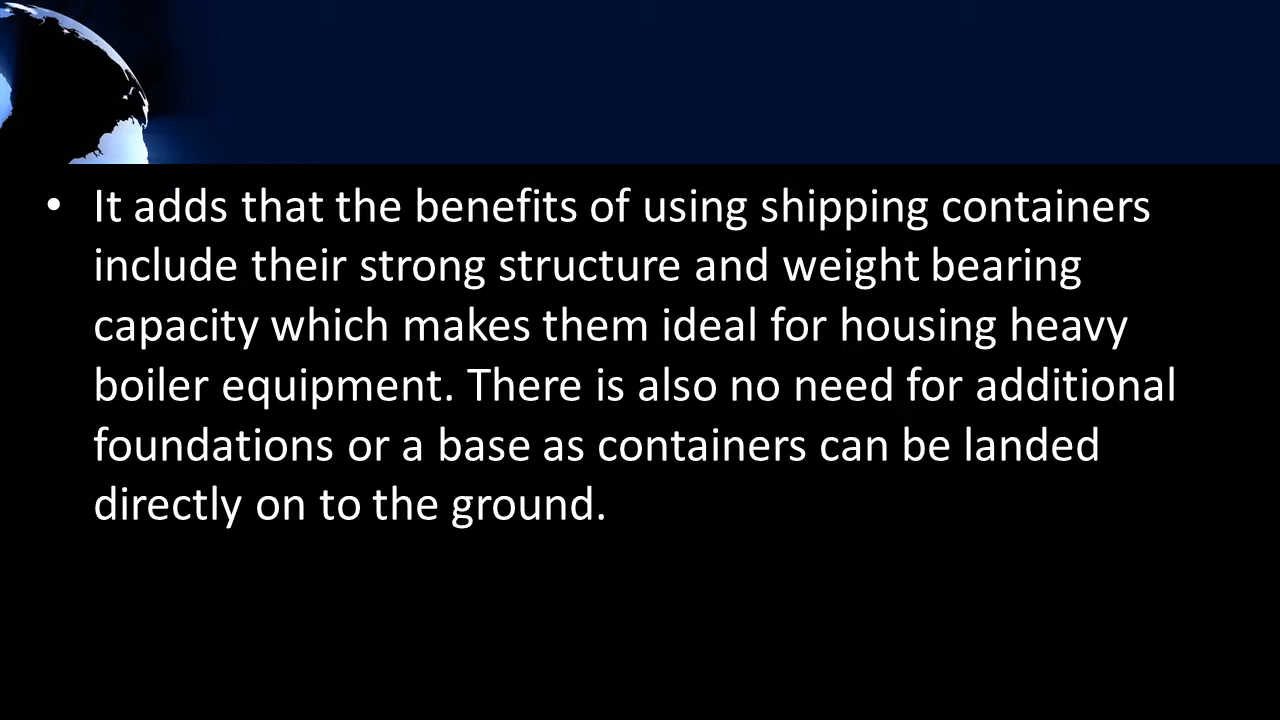 • It adds that the benefits of using shipping containers
include their strong structure and weight bearing
capacity which makes them ideal for housing heavy
boiler equipment. There is also no need for additional
foundations or a base as containers can be landed
directly on to the ground.